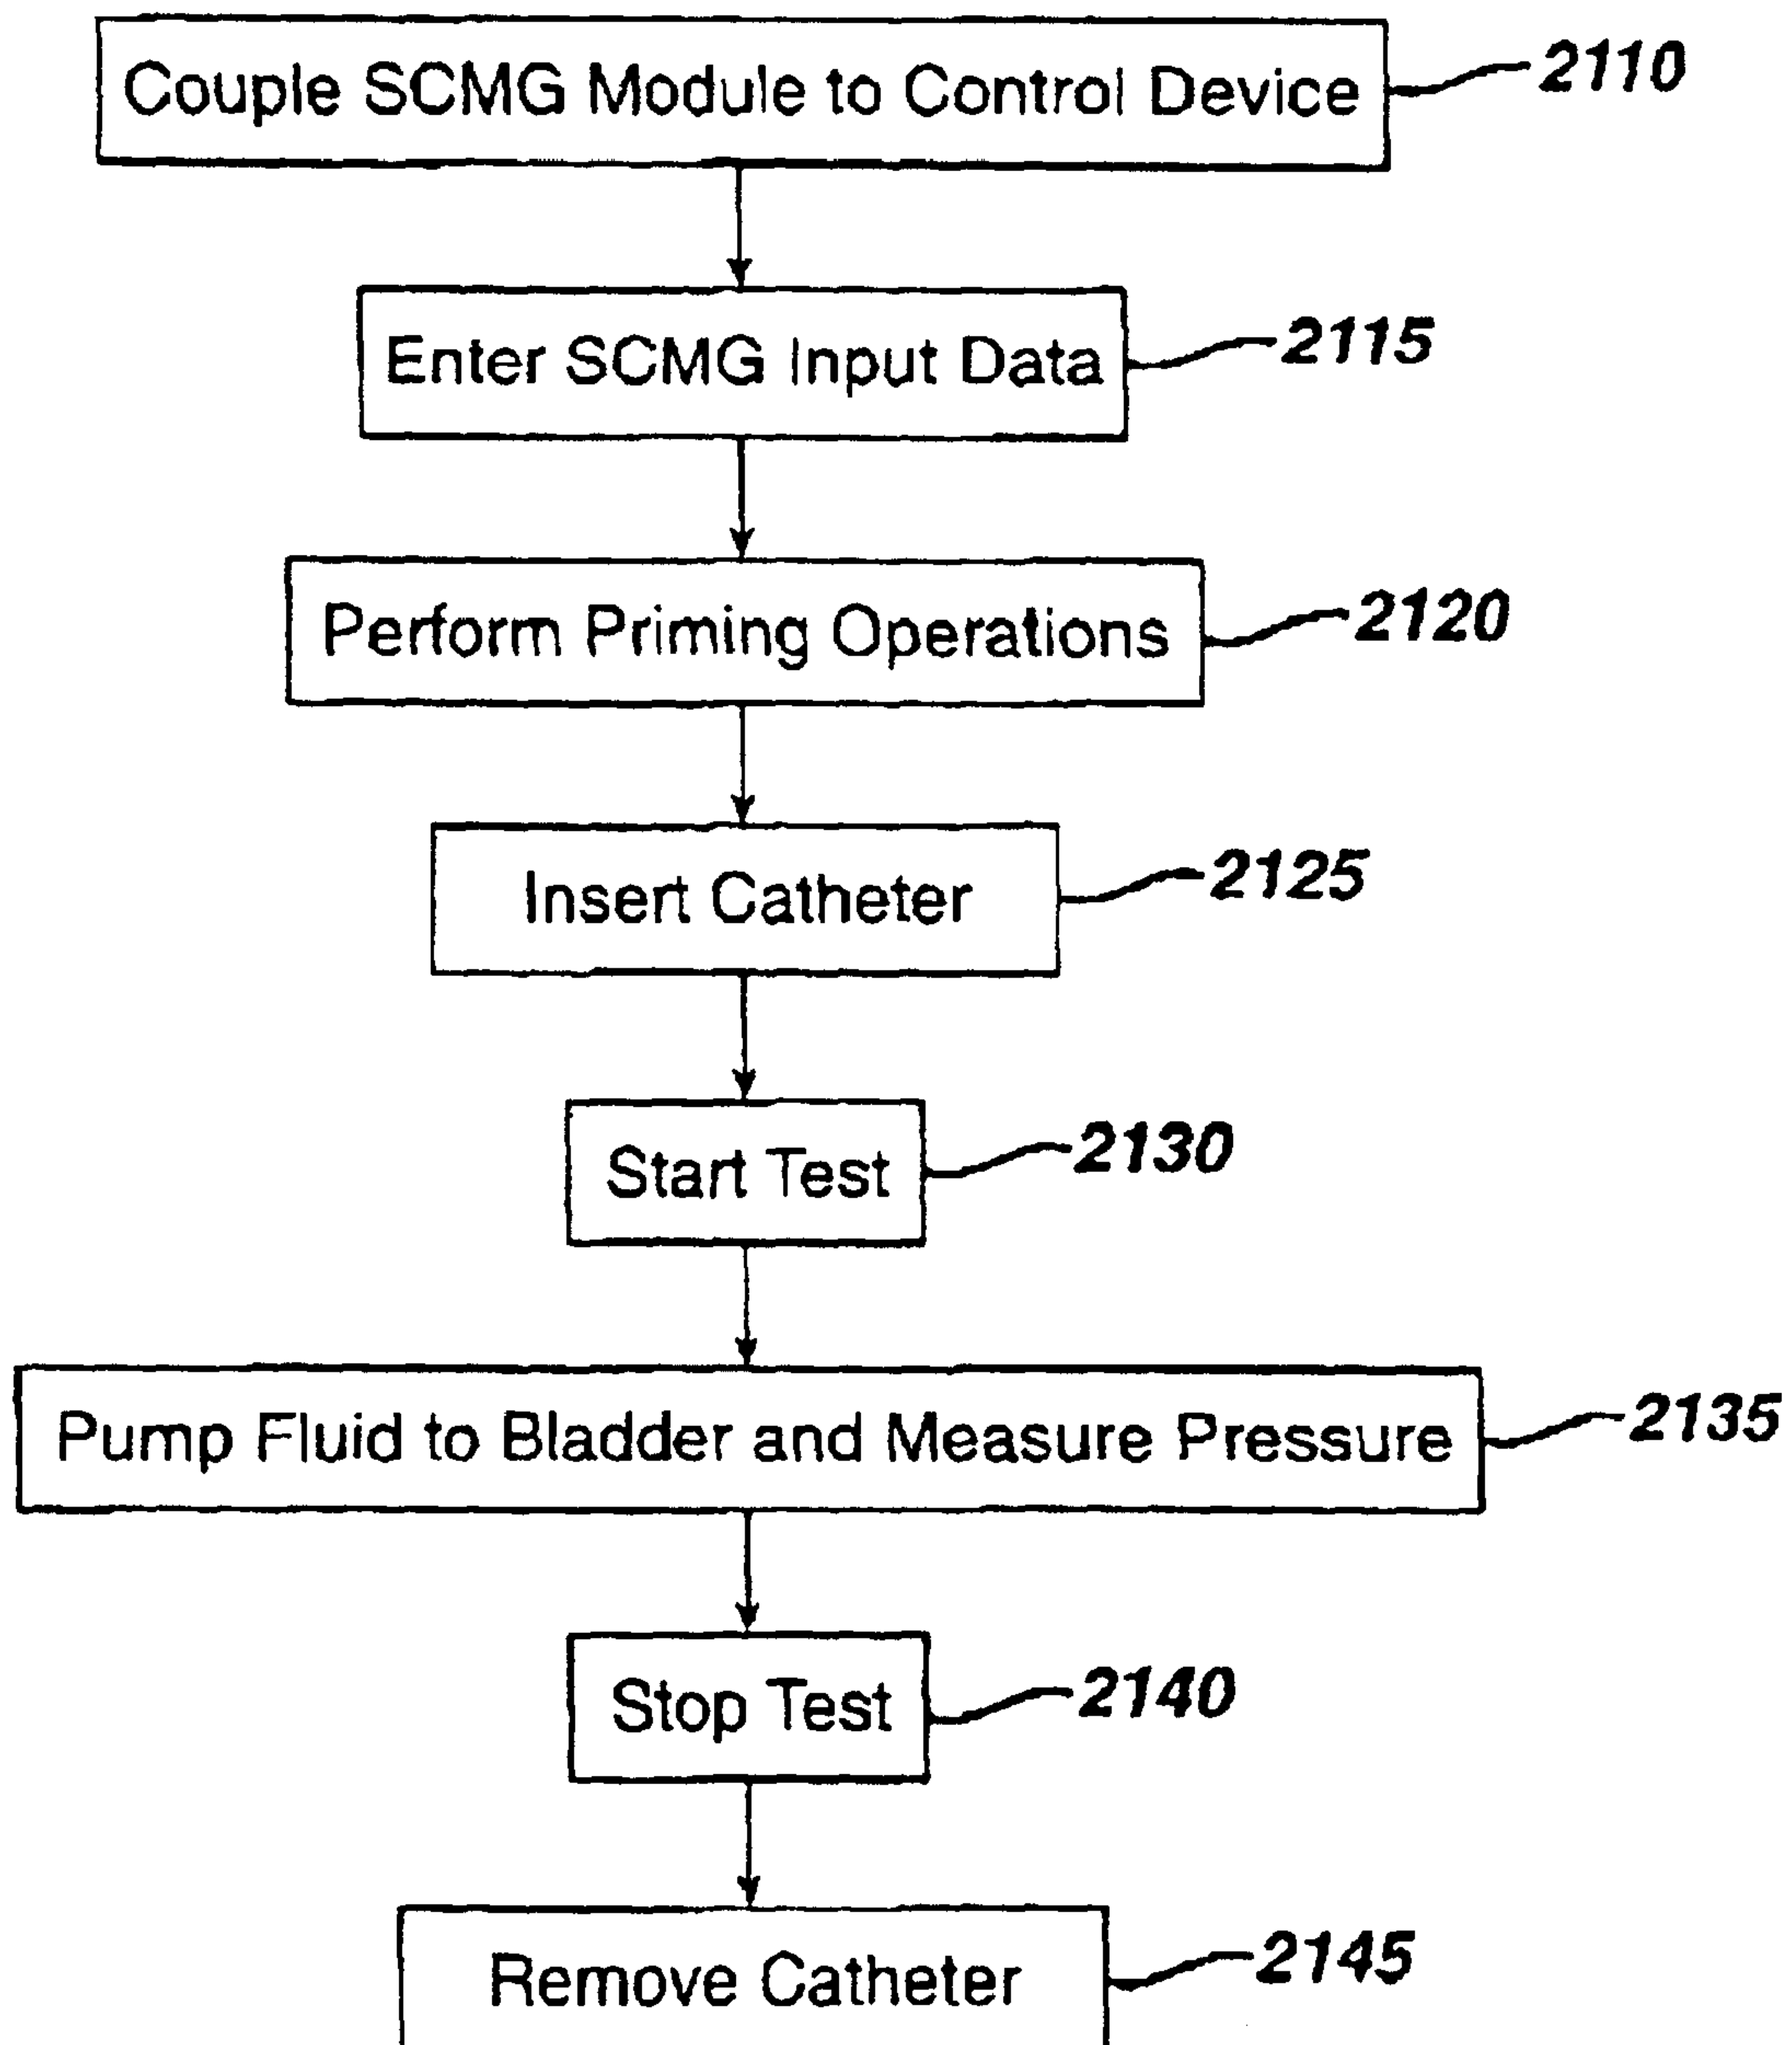 Couple SCMG Module to Control Device 2110
Enter SCMG Input Data 2115
Perform Priming Operations 2120
Insert Catheter 2125
Start Test 2130
Pump Fluid to Bladder and Measure Pressure 2135
Stop Test 2140
Remove Catheter 2145